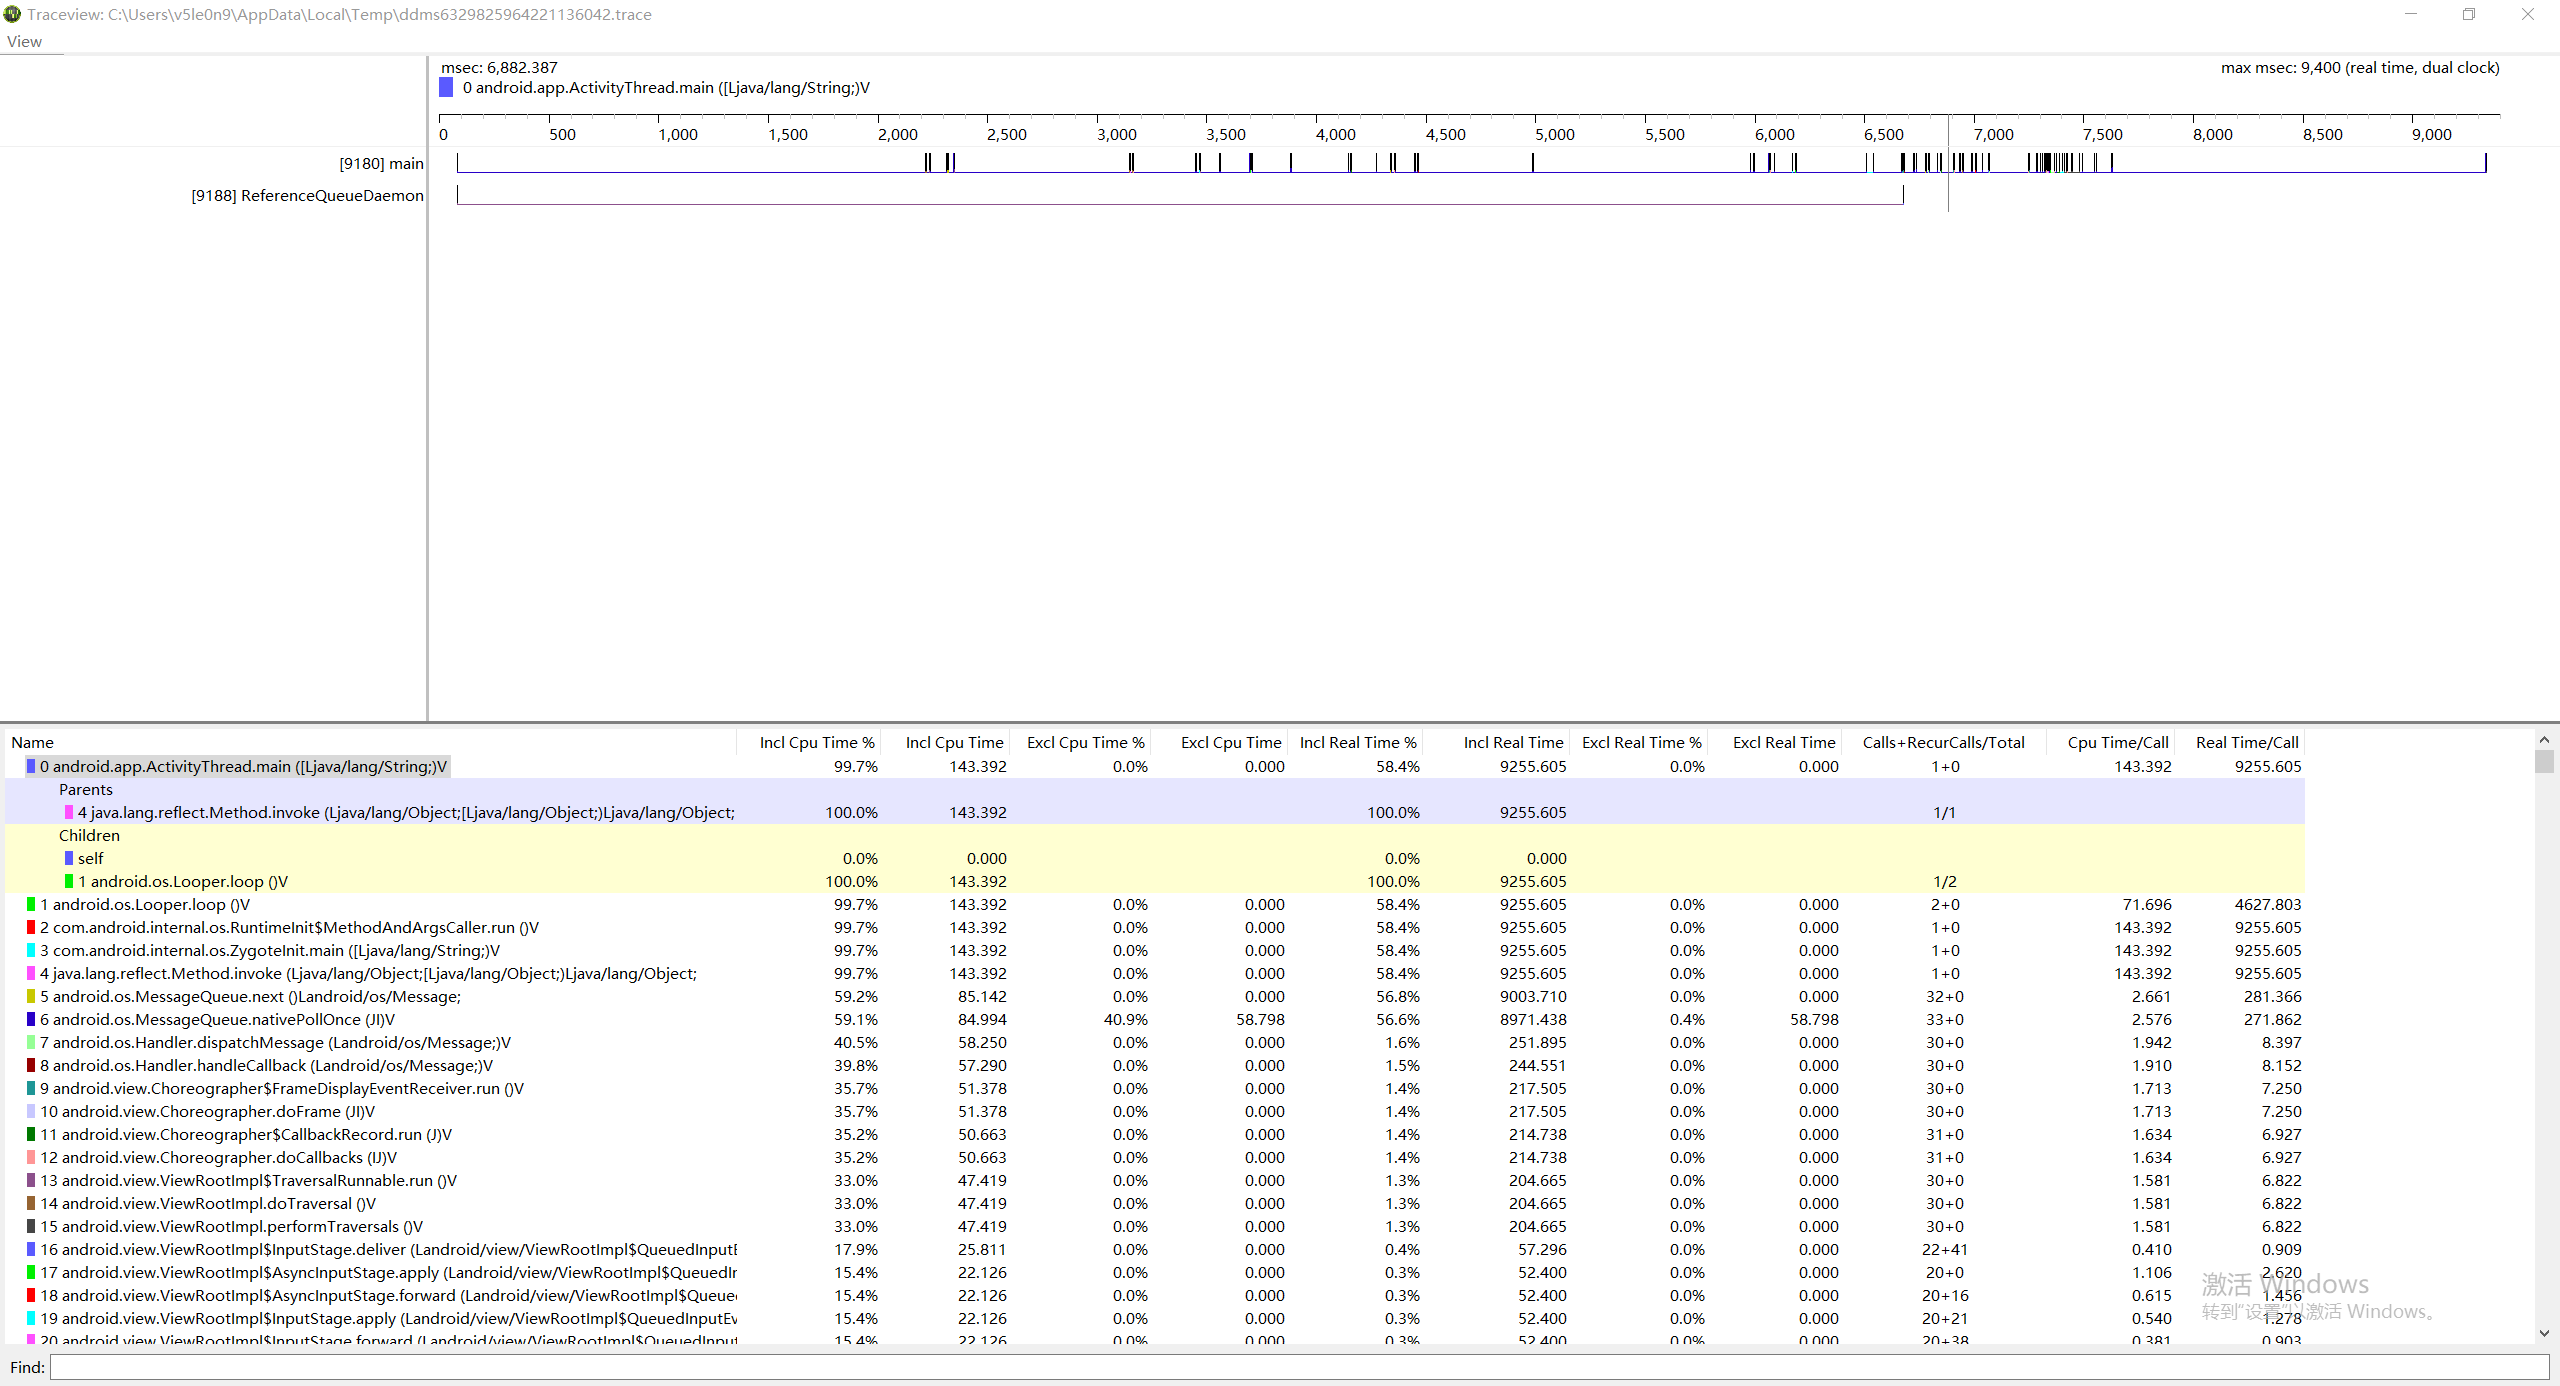 Traceview: C:\Users\v5le0n9\AppData\Local\Temp\ddms6329825964221136042.trace
View
msec: 6,882.387 max msec: 9,400 (real time, dual clock)
0 android.app.ActivityThread.main ([Ljava/lang/String;)V
0 500 1,000 1,500 2,000 2,500 3,000 3,500 4,000 4,500 5,000 5,500 6,000 6,500 7,000 7,500 8,000 8,500 9,000
[9180] main
[9188] ReferenceQueueDaemon
Name Incl Cpu Time % Incl Cpu Time Excl Cpu Time % Excl Cpu Time Incl Real Time % Incl Real Time Excl Real Time % Excl Real Time Calls+RecurCalls/Total Cpu Time/Call Real Time/Call
0 android.app.ActivityThread.main ([Ljava/lang/String;)V 99.7% 143.392 0.0% 0.000 58.4% 9255.605 0.0% 0.000 1+0 143.392 9255.605
Parents
4 java.lang.reflect.Method.invoke (Ljava/lang/Object;[Ljava/lang/Object;)Ljava/lang/Object; 100.0% 143.392 100.0% 9255.605 1/1
Children
self 0.0% 0.000 0.0% 0.000
1 android.os.Looper.loop ()V 100.0% 143.392 100.0% 9255.605 1/2
1 android.os.Looper.loop ()V 99.7% 143.392 0.0% 0.000 58.4% 9255.605 0.0% 0.000 2+0 71.696 4627.803
2 com.android.internal.os.RuntimeInit$MethodAndArgsCaller.run ()V 99.7% 143.392 0.0% 0.000 58.4% 9255.605 0.0% 0.000 1+0 143.392 9255.605
3 com.android.internal.os.ZygoteInit.main ([Ljava/lang/String;)V 99.7% 143.392 0.0% 0.000 58.4% 9255.605 0.0% 0.000 1+0 143.392 9255.605
4 java.lang.reflect.Method.invoke (Ljava/lang/Object;[Ljava/lang/Object;)Ljava/lang/Object; 99.7% 143.392 0.0% 0.000 58.4% 9255.605 0.0% 0.000 1+0 143.392 9255.605
5 android.os.MessageQueue.next ()Landroid/os/Message; 59.2% 85.142 0.0% 0.000 56.8% 9003.710 0.0% 0.000 32+0 2.661 281.366
6 android.os.MessageQueue.nativePollOnce (JI)V 59.1% 84.994 40.9% 58.798 56.6% 8971.438 0.4% 58.798 33+0 2.576 271.862
7 android.os.Handler.dispatchMessage (Landroid/os/Message;)V 40.5% 58.250 0.0% 0.000 1.6% 251.895 0.0% 0.000 30+0 1.942 8.397
8 android.os.Handler.handleCallback (Landroid/os/Message;)V 39.8% 57.290 0.0% 0.000 1.5% 244.551 0.0% 0.000 30+0 1.910 8.152
9 android.view.Choreographer$FrameDisplayEventReceiver.run ()V 35.7% 51.378 0.0% 0.000 1.4% 217.505 0.0% 0.000 30+0 1.713 7.250
10 android.view.Choreographer.doFrame (JI)V 35.7% 51.378 0.0% 0.000 1.4% 217.505 0.0% 0.000 30+0 1.713 7.250
11 android.view.Choreographer$CallbackRecord.run (J)V 35.2% 50.663 0.0% 0.000 1.4% 214.738 0.0% 0.000 31+0 1.634 6.927
12 android.view.Choreographer.doCallbacks (IJ)V 35.2% 50.663 0.0% 0.000 1.4% 214.738 0.0% 0.000 31+0 1.634 6.927
13 android.view.ViewRootImpl$TraversalRunnable.run ()V 33.0% 47.419 0.0% 0.000 1.3% 204.665 0.0% 0.000 30+0 1.581 6.822
14 android.view.ViewRootImpl.doTraversal ()V 33.0% 47.419 0.0% 0.000 1.3% 204.665 0.0% 0.000 30+0 1.581 6.822
15 android.view.ViewRootImpl.performTraversals ()V 33.0% 47.419 0.0% 0.000 1.3% 204.665 0.0% 0.000 30+0 1.581 6.822
16 android.view.ViewRootImpl$InputStage.deliver (Landroid/view/ViewRootImpl$QueuedInputE 17.9% 25.811 0.0% 0.000 0.4% 57.296 0.0% 0.000 22+41 0.410 0.909
17 android.view.ViewRootImpl$AsyncInputStage.apply (Landroid/view/ViewRootImpl$QueuedIr 15.4% 22.126 0.0% 0.000 0.3% 52.400 0.0% 0.000 20+0 1.106 2.620
18 android.view.ViewRootImpl$AsyncInputStage.forward (Landroid/view/ViewRootImpl$Queue 15.4% 22.126 0.0% 0.000 0.3% 52.400 0.0% 0.000 20+16 0.615 1.456
19 android.view.ViewRootImpl$InputStage.apply (Landroid/view/ViewRootImpl$QueuedInputEv 15.4% 22.126 0.0% 0.000 0.3% 52.400 0.0% 0.000 20+21 0.540 1.278
20 android.view.ViewRootImpl$InputStage.forward (Landroid/view/ViewRootImpl$QueuedInput 15.4% 22.126 0.0% 0.000 0.3% 52.400 0.0% 0.000 20+38 0.381 0.903
激活 Windows
转到“设置”以激活 Windows。
Find: